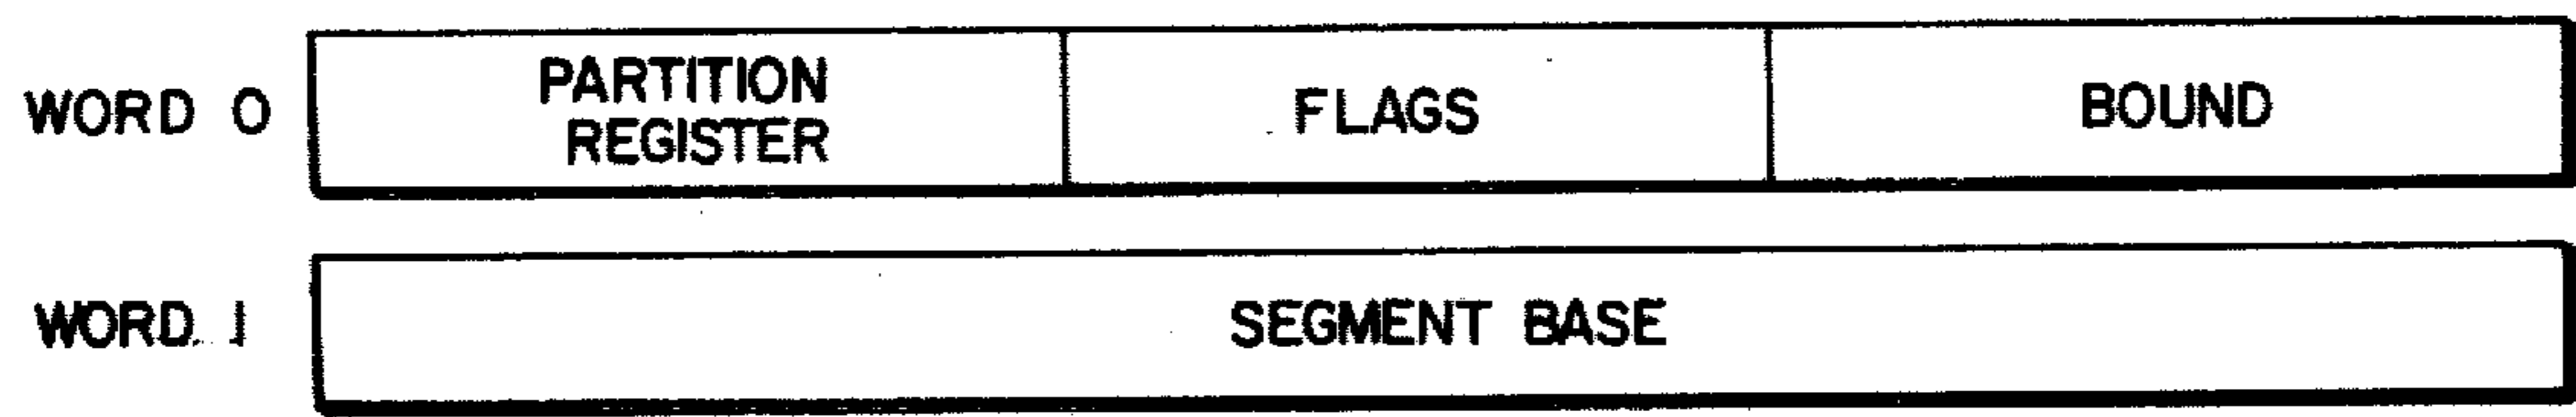 WORD 0
PARTITION
REGISTER
FLAGS
BOUND
WORD 1
SEGMENT BASE